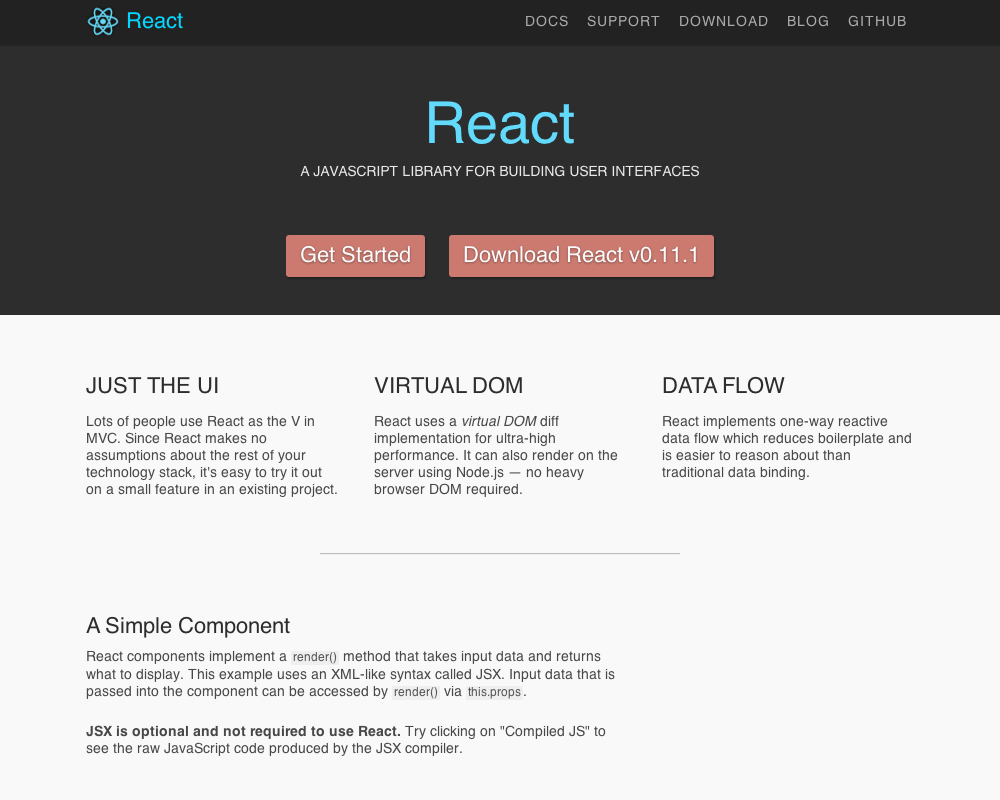 React
DOCS SUPPORT DOWNLOAD BLOG GITHUB
React
A JAVASCRIPT LIBRARY FOR BUILDING USER INTERFACES
Get Started
Download React v0.11.1
JUST THE UI
Lots of people use React as the V in
MVC. Since React makes no
assumptions about the rest of your
technology stack, it's easy to try it out
on a small feature in an existing project.
VIRTUAL DOM
React uses a virtual DOM diff
implementation for ultra-high
performance. It can also render on the
server using Node.js — no heavy
browser DOM required.
DATA FLOW
React implements one-way reactive
data flow which reduces boilerplate and
is easier to reason about than
traditional data binding.
A Simple Component
React components implement a render() method that takes input data and returns
what to display. This example uses an XML-like syntax called JSX. Input data that is
passed into the component can be accessed by render() via this.props.
JSX is optional and not required to use React. Try clicking on "Compiled JS" to
see the raw JavaScript code produced by the JSX compiler.